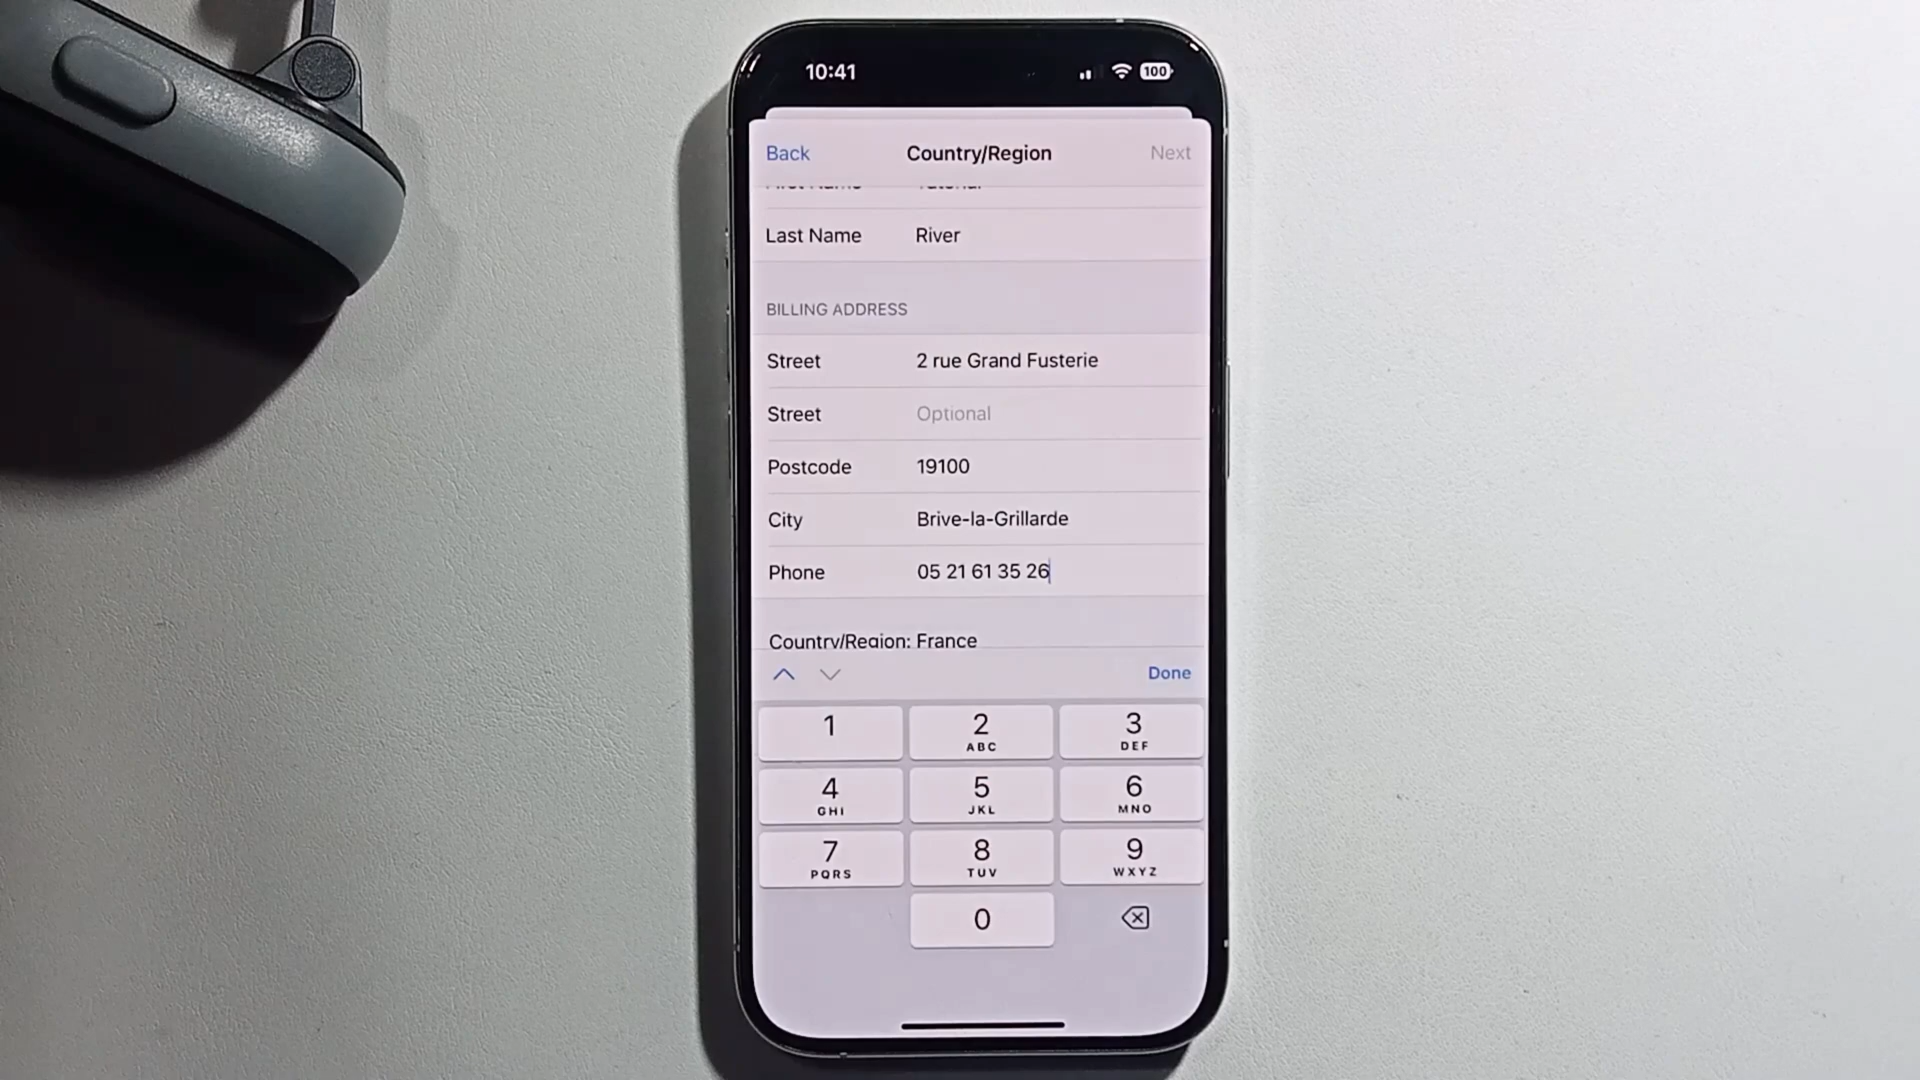 10:41
100
Back
Country/Region
Next
Last Name River
BILLING ADDRESS
Street 2 rue Grand Fusterie
Street Optional
Postcode 19100
City Brive-la-Grillarde
Phone 05 21 61 35 26
Country/Region: France
Done
1
2
ABC
3
DEF
4
GHI
5
JKL
6
MNO
7
PQRS
8
TUV
9
WXYZ
0